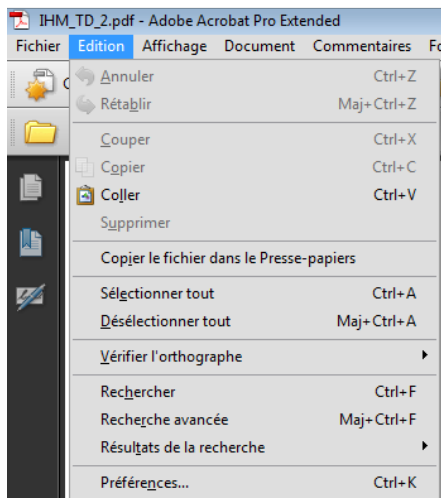 IHM_TD_2.pdf - Adobe Acrobat Pro Extended
Fichier Edition Affichage Document Commentaires
Annuler Ctrl+Z
Rétablir Maj+Ctrl+Z
Couper Ctrl+X
Copier Ctrl+C
Coller Ctrl+V
Supprimer
Copier le fichier dans le Presse-papiers
Sélectionner tout Ctrl+A
Désélectionner tout Maj+Ctrl+A
Vérifier l'orthographe
Rechercher Ctrl+F
Recherche avancée Maj+Ctrl+F
Résultats de la recherche
Préférences... Ctrl+K